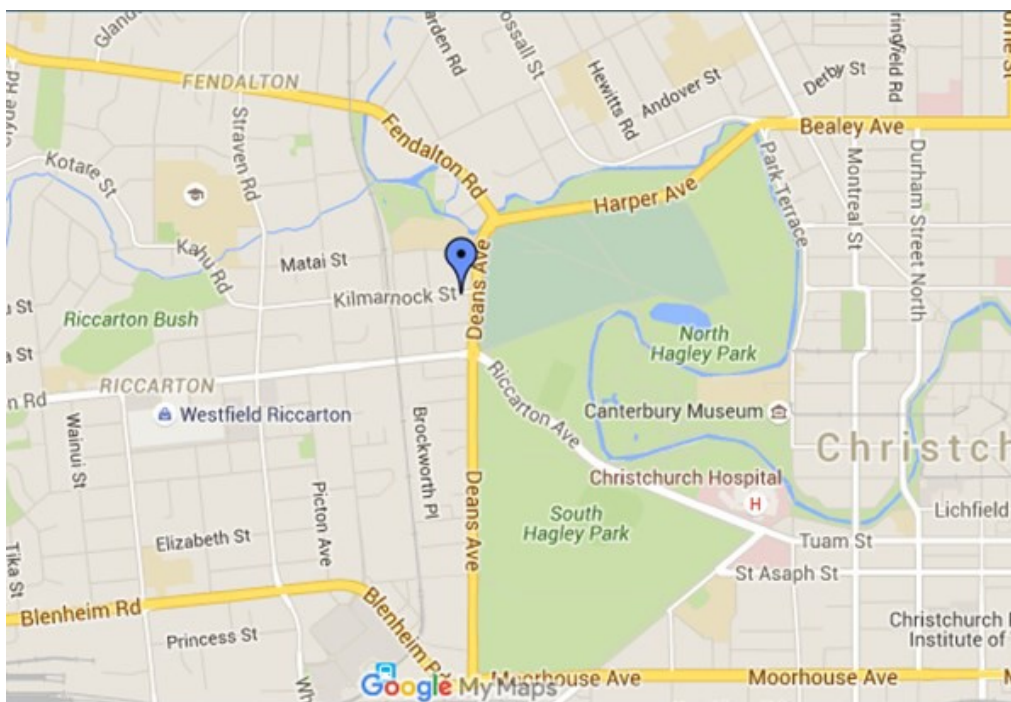 FENDALTON
Fendalton Rd
Straven Rd
Kotare St
Kahu Rd
Matai St
Kilmarnock St
Riccarton Bush
RICCARTON
Westfield Riccarton
Wainui St
Tika St
Elizabeth St
Picton Ave
Brockworth Pl
Blenheim Rd
Blenheim
Princess St
Deans Ave
Deans Ave
Harper Ave
Hewitts Rd
Andover St
Derby St
Bealey Ave
Park Terrace
Montreal St
Durham Street North
North
Hagley Park
Riccarton Ave
Canterbury Museum
Christch
Christchurch Hospital
H
South
Hagley Park
Lichfield
Tuam St
St Asaph St
Christchurch
Institute of
Moorhouse Ave
Moorhouse Ave
Google My Maps